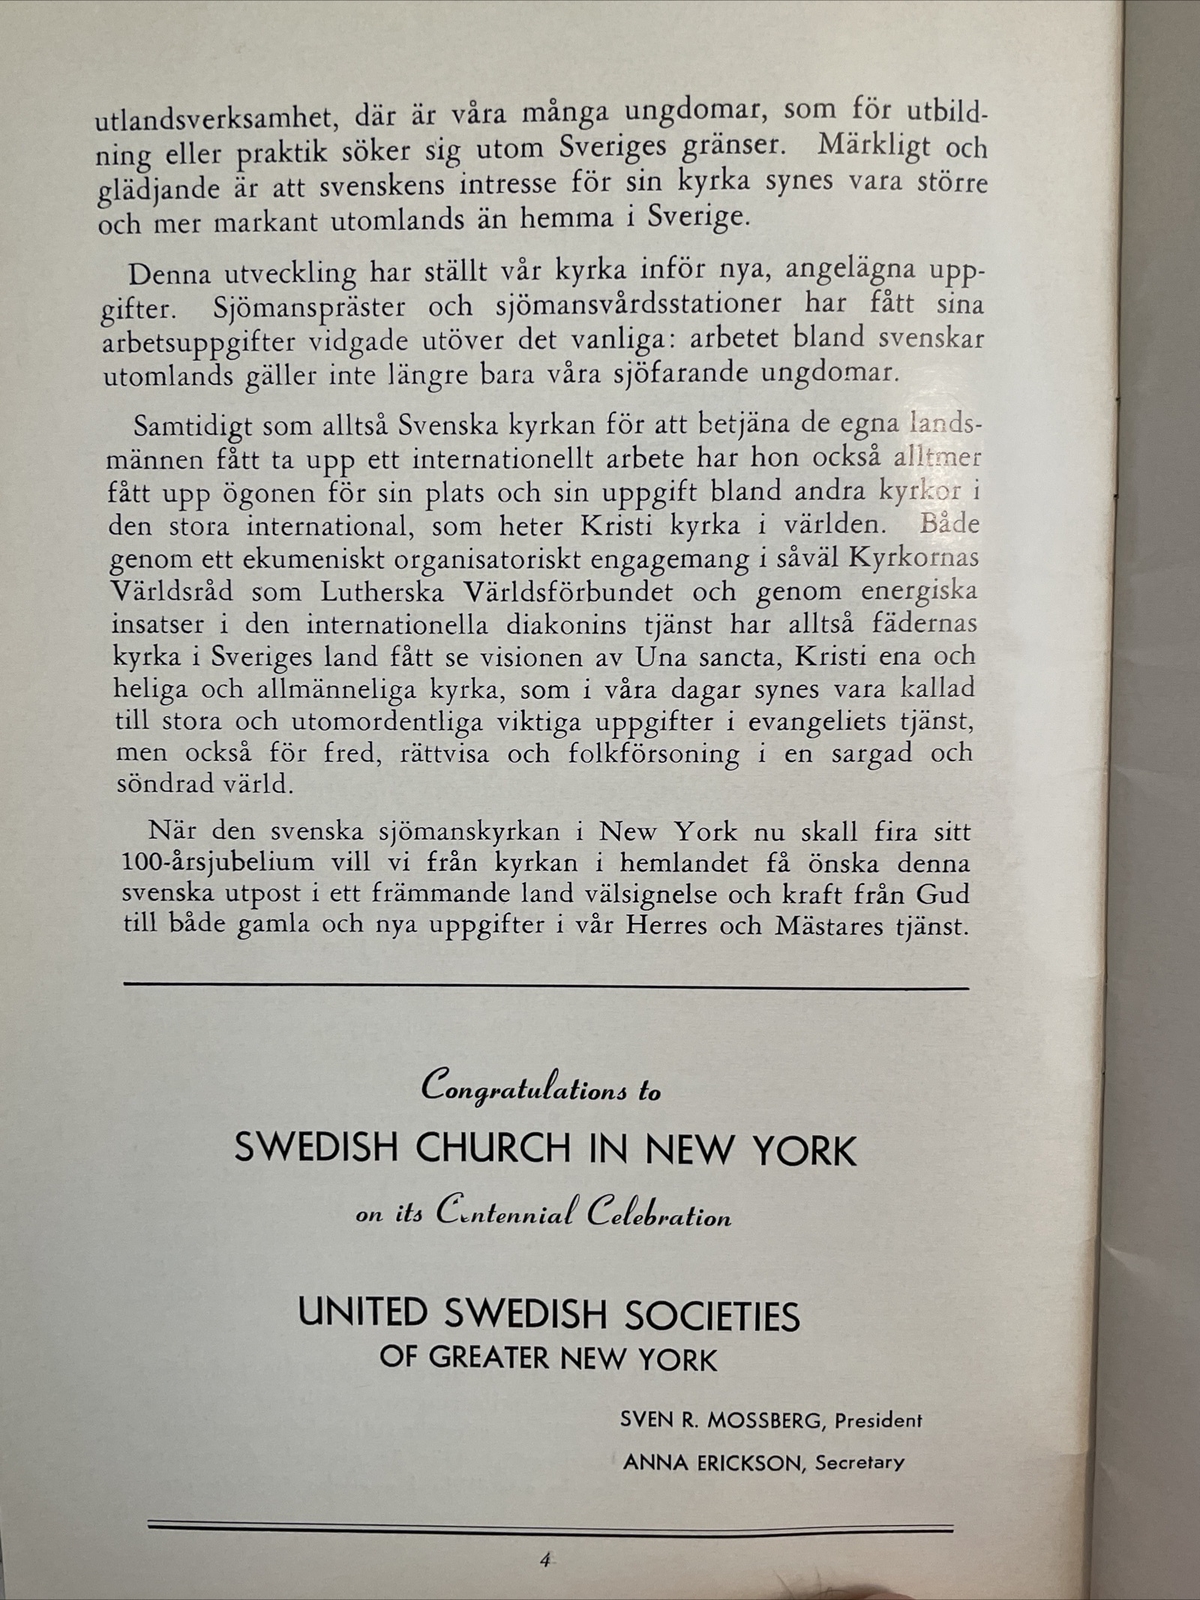 utlandsverksamhet, där är våra många ungdomar, som för utbild-
ning eller praktik söker sig utom Sveriges gränser. Märkligt och
glädjande är att svenskens intresse för sin kyrka synes vara större
och mer markant utomlands än hemma i Sverige.
Denna utveckling har ställt vår kyrka inför nya, angelägna upp-
gifter. Sjömanspräster och sjömansvårdsstationer har fått sina
arbetsuppgifter vidgade utöver det vanliga: arbetet bland svenskar
utomlands gäller inte längre bara våra sjöfarande ungdomar.
Samtidigt som alltså Svenska kyrkan för att betjäna de egna lands-
männen fått ta upp ett internationellt arbete har hon också alltmer
fått upp ögonen för sin plats och sin uppgift bland andra kyrkor i
den stora international, som heter Kristi kyrka i världen. Både
genom ett ekumeniskt organisatoriskt engagemang i såväl Kyrkornas
Världsråd som Lutherska Världsförbundet och genom energiska
insatser i den internationella diakonins tjänst har alltså fädernas
kyrka i Sveriges land fått se visionen av Una sancta, Kristi ena och
heliga och allmänneliga kyrka, som i våra dagar synes vara kallad
till stora och utomordentliga viktiga uppgifter i evangeliets tjänst,
men också för fred, rättvisa och folkförsoning i en sargad och
söndrad värld.
När den svenska sjömanskyrkan i New York nu skall fira sitt
100-årsjubelium vill vi från kyrkan i hemlandet få önska denna
svenska utpost i ett främmande land välsignelse och kraft från Gud
till både gamla och nya uppgifter i vår Herres och Mästares tjänst.
Congratulations to
SWEDISH CHURCH IN NEW YORK
on its Centennial Celebration
UNITED SWEDISH SOCIETIES
OF GREATER NEW YORK
SVEN R. MOSSBERG, President
ANNA ERICKSON, Secretary
4